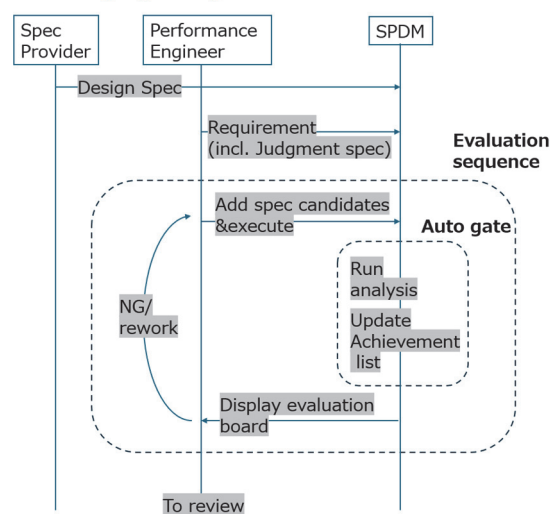 Spec
Provider
Performance
Engineer
SPDM
Design Spec
Requirement
(incl. Judgment spec)
Evaluation
sequence
Add spec candidates
&execute
Auto gate
Run
analysis
NG/
rework
Update
Achievement
list
Display evaluation
board
To review